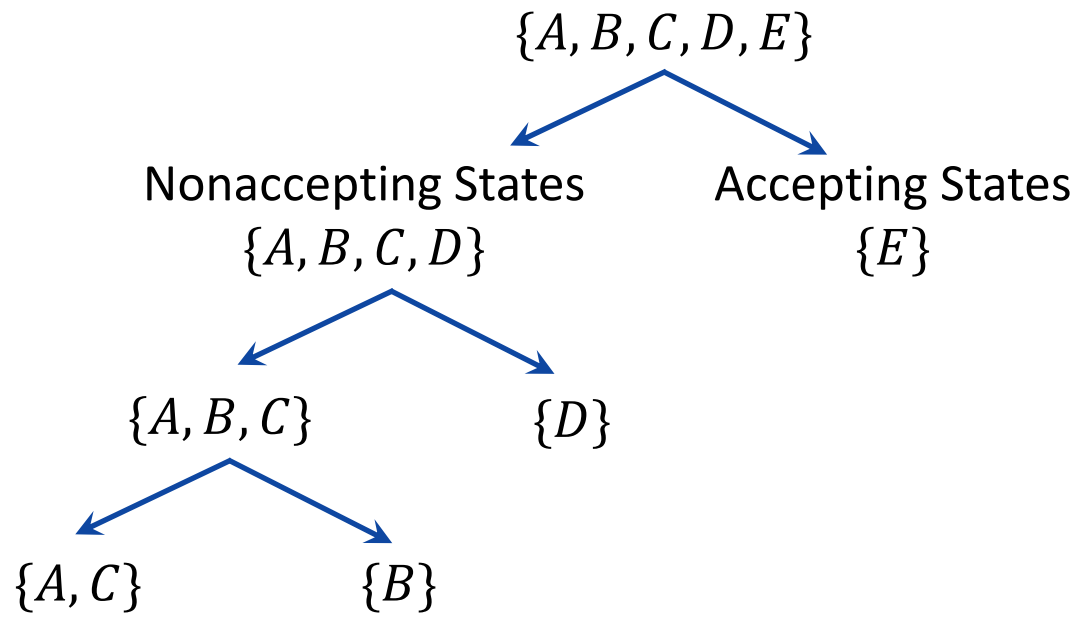 {A, B, C, D, E}
Nonaccepting States
{A, B, C, D}
Accepting States
{E}
{A, B, C}
{D}
{A, C}
{B}